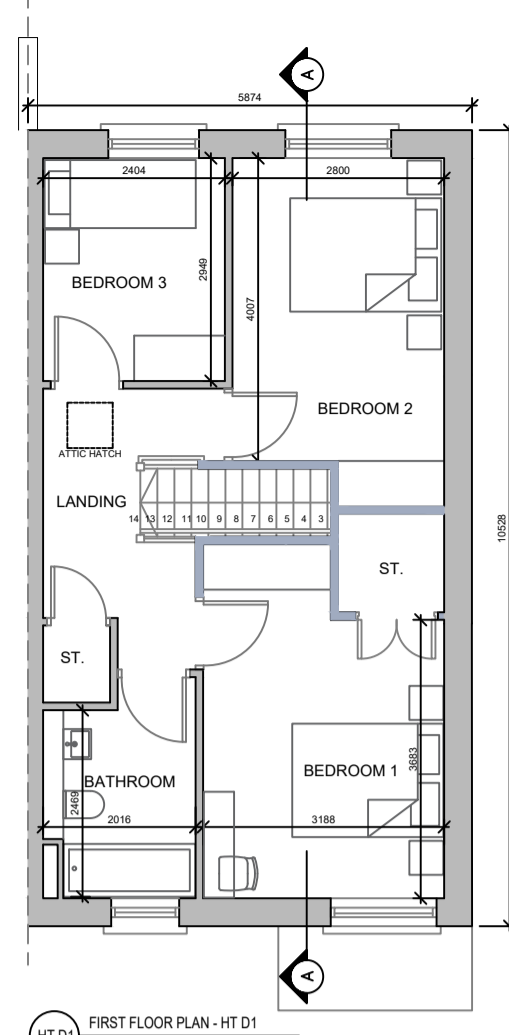 A
5874
2404
2800
BEDROOM 3
2949
4007
BEDROOM 2
ATTIC HATCH
LANDING
14 13 12 11 10 9 8 7 6 5 4 3
10528
ST.
ST.
BEDROOM 1
3683
BATHROOM
2469
2016
3188
A
FIRST FLOOR PLAN - HT D1
HT D1